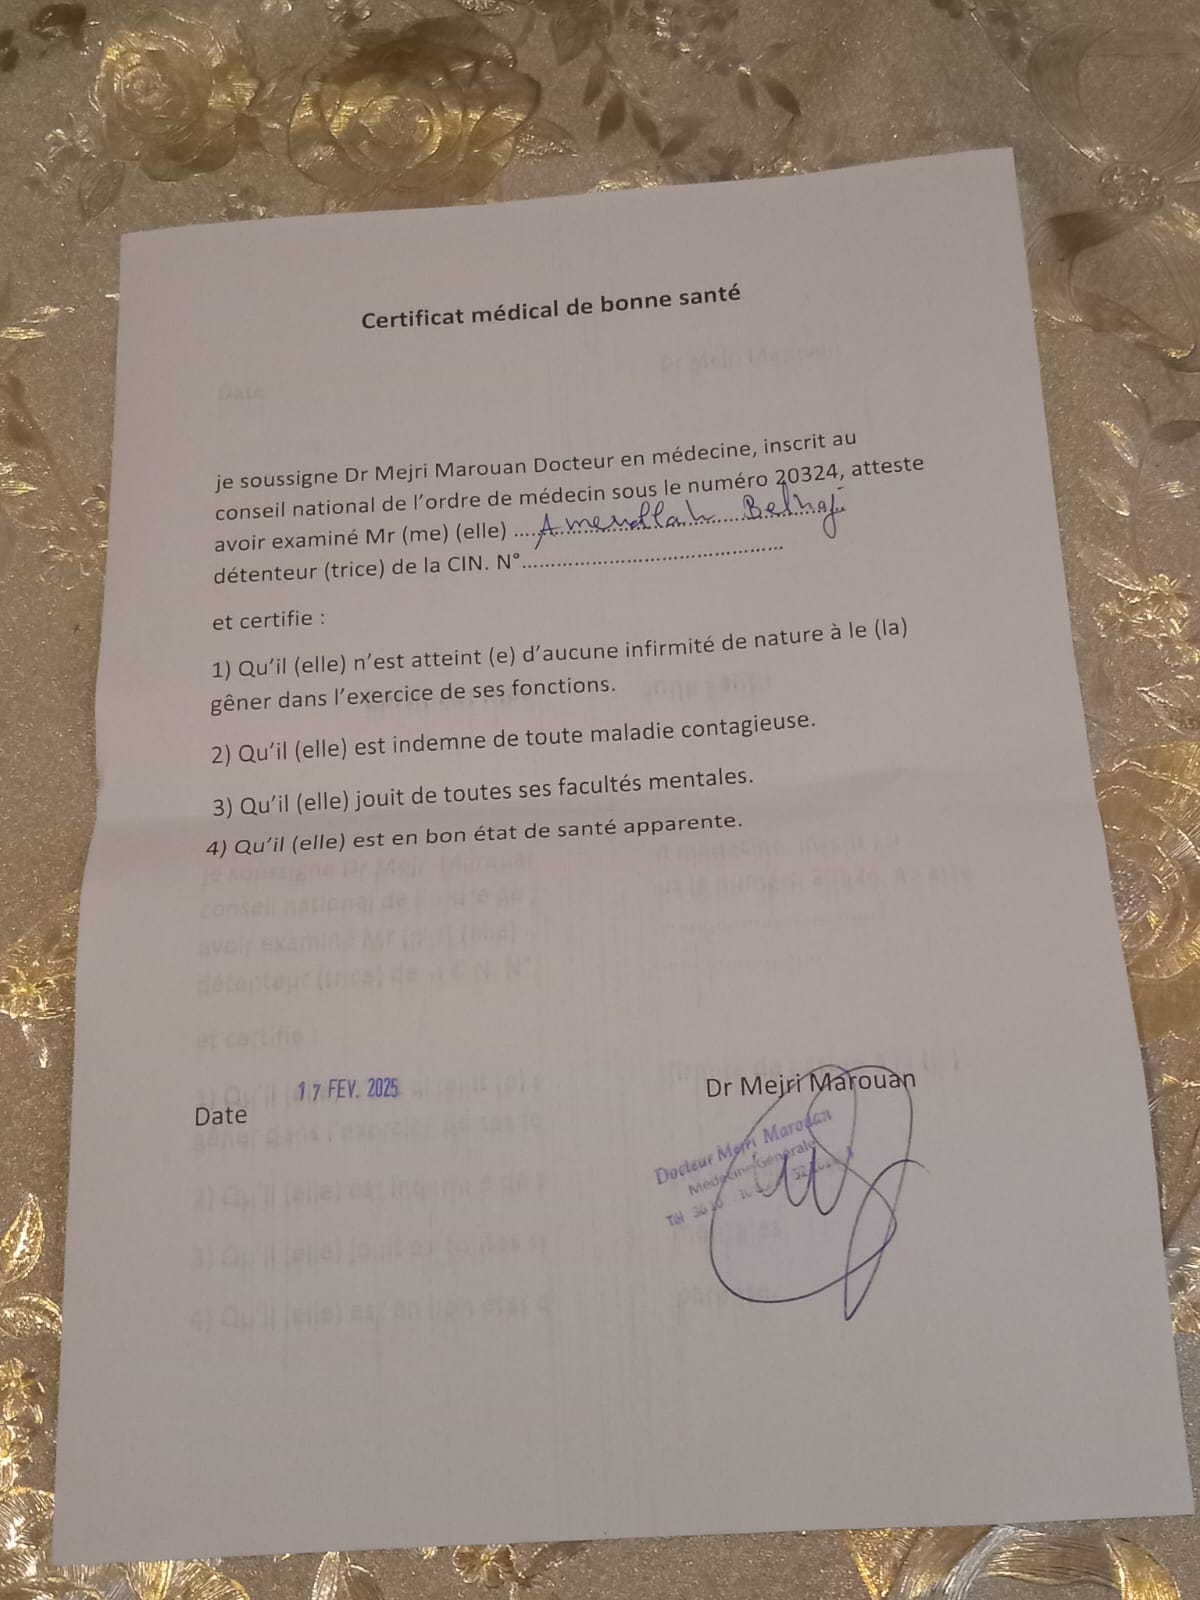 Certificat médical de bonne santé
Date
Dr Mejri Marouan
je soussigne Dr Mejri Marouan Docteur en médecine, inscrit au
conseil national de l'ordre de médecin sous le numéro 20324, atteste
avoir examiné Mr (me) (elle) .... Amenallah Belhaj
détenteur (trice) de la CIN. N°................................................
et certifie :
1) Qu'il (elle) n'est atteint (e) d'aucune infirmité de nature à le (la)
gêner dans l'exercice de ses fonctions.
2) Qu'il (elle) est indemne de toute maladie contagieuse.
3) Qu'il (elle) jouit de toutes ses facultés mentales.
4) Qu'il (elle) est en bon état de santé apparente.
17 FEV. 2025
Date
Dr Mejri Marouan
Docteur Mejri Marouan
Médecine Générale
Tél